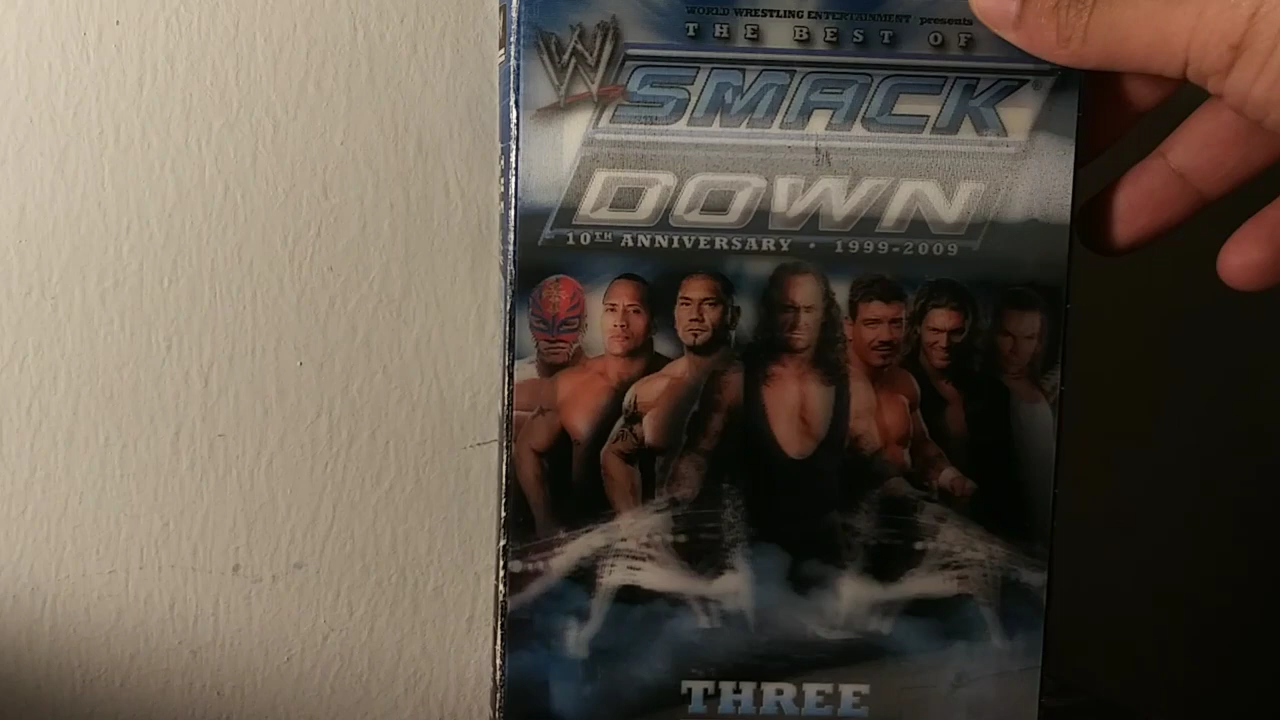 WORLD WRESTLING ENTERTAINMENT presents
THE BEST OF
W
SMACK
DOWN
10TH ANNIVERSARY • 1999-2009
THREE